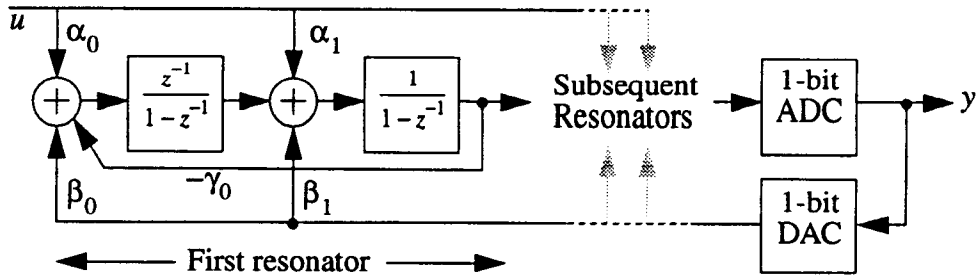 u
α₀
α₁
+
z⁻¹
1 – z⁻¹
+
1
1 – z⁻¹
Subsequent
Resonators
1-bit
ADC
y
–γ₀
β₀
β₁
1-bit
DAC
First resonator